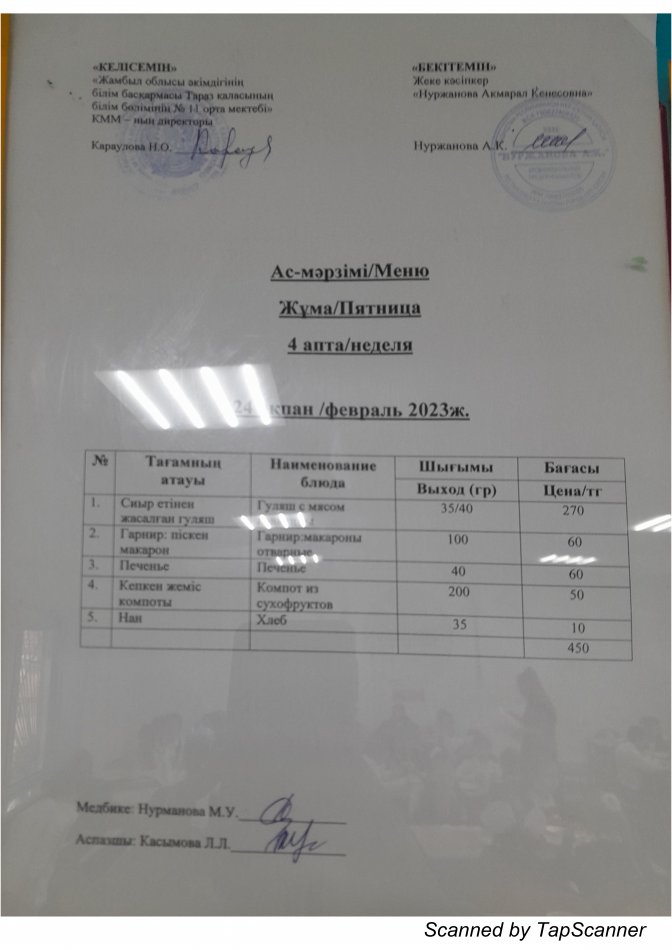 «КЕЛІСЕМІН»
«Жамбыл облысы әкімдігінің
білім басқармасы Тараз қаласының
білім бөлімінің № 11 орта мектебі»
КММ – ның директоры
Караулова Н.О.
«БЕКІТЕМІН»
Жеке кәсіпкер
«Нуржанова Акмарал Кенесовна»
Нуржанова А.К.
"НУРЖАНОВА А.К."
Ас-мәрзімі/Меню
Жұма/Пятница
4 апта/неделя
24 ақпан /февраль 2023ж.
№ Тағамның атауы Наименование блюда Шығымы Бағасы
Выход (гр) Цена/тг
1. Сиыр етінен жасалған гуляш Гуляш с мясом 35/40 270
2. Гарнир: піскен макарон Гарнир:макароны отварные 100 60
3. Печенье Печенье 40 60
4. Кепкен жеміс компоты Компот из сухофруктов 200 50
5. Нан Хлеб 35 10
450
Медбике: Нурманова М.У.
Аспазшы: Касымова Л.Л.
Scanned by TapScanner